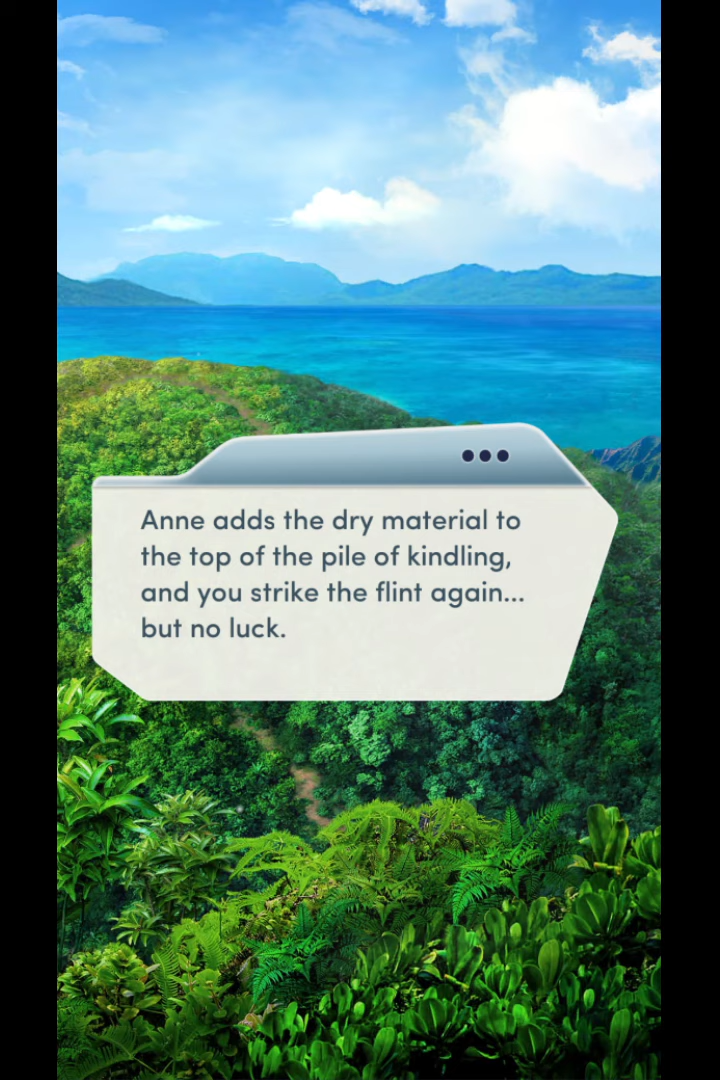 Anne adds the dry material to
the top of the pile of kindling,
and you strike the flint again...
but no luck.